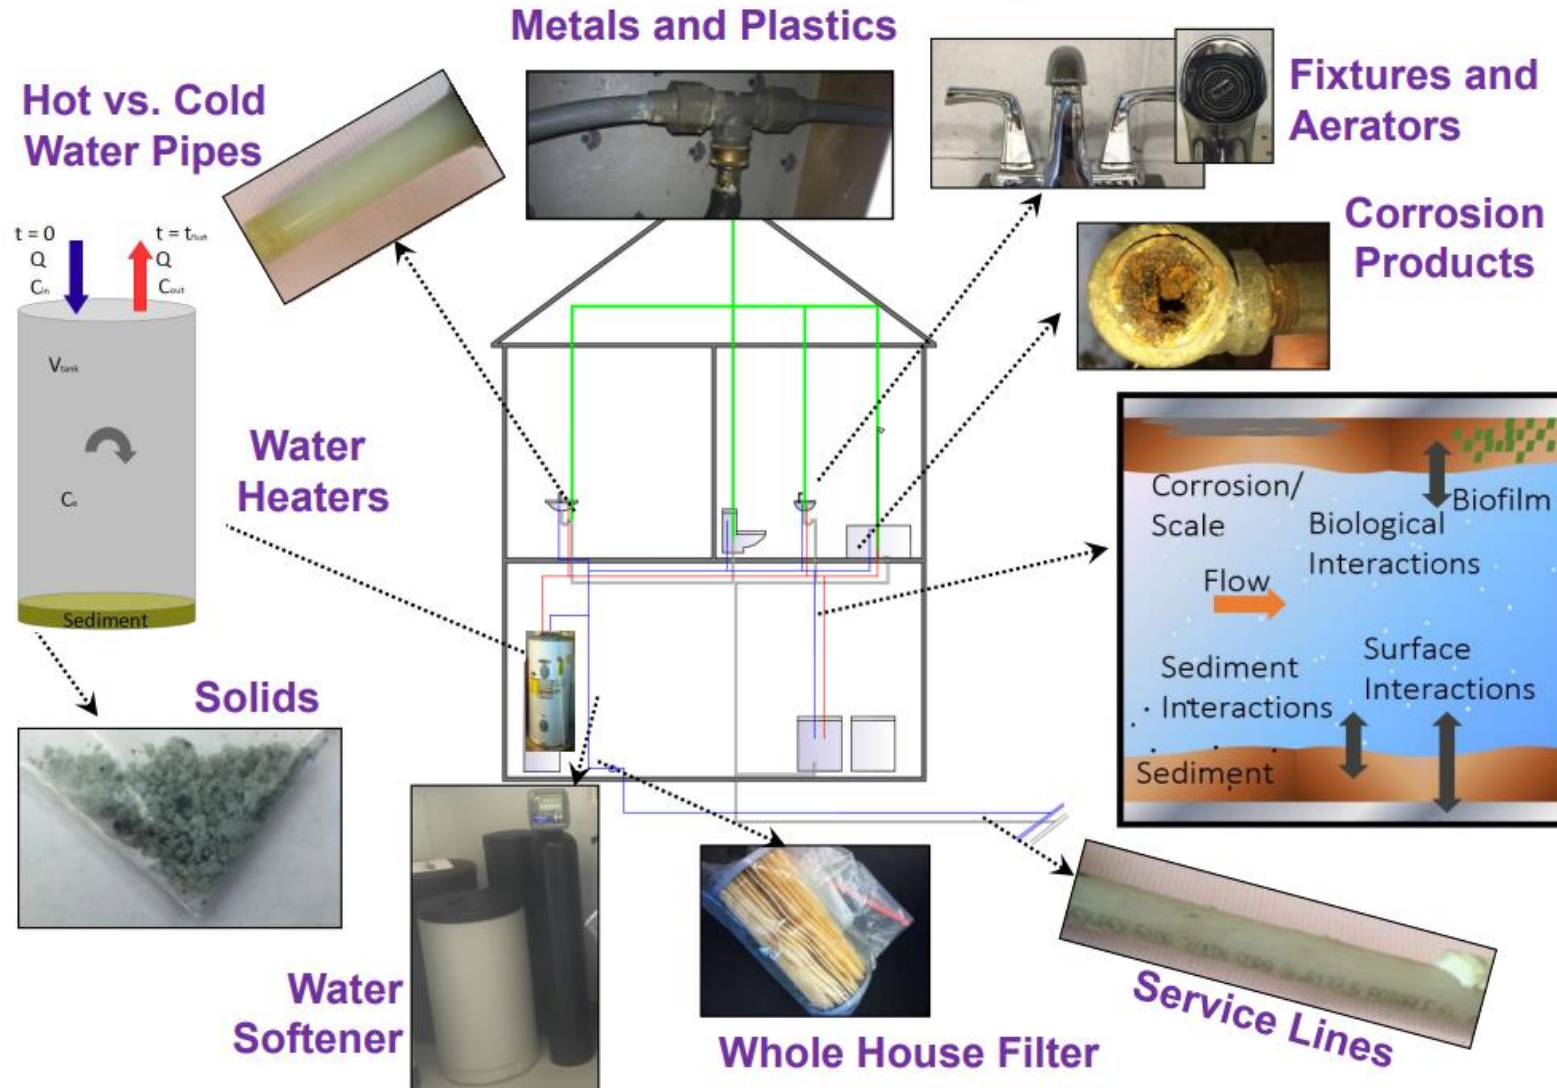 Metals and Plastics
Hot vs. Cold
Water Pipes
Fixtures and
Aerators
Corrosion
Products
t = 0
Q
Cin
t = tflush
Q
Cout
Vtank
Co
Sediment
Water
Heaters
Solids
Corrosion/
Scale
Biofilm
Biological
Interactions
Flow
Surface
Interactions
Sediment
Interactions
Sediment
Water
Softener
Whole House Filter
Service Lines